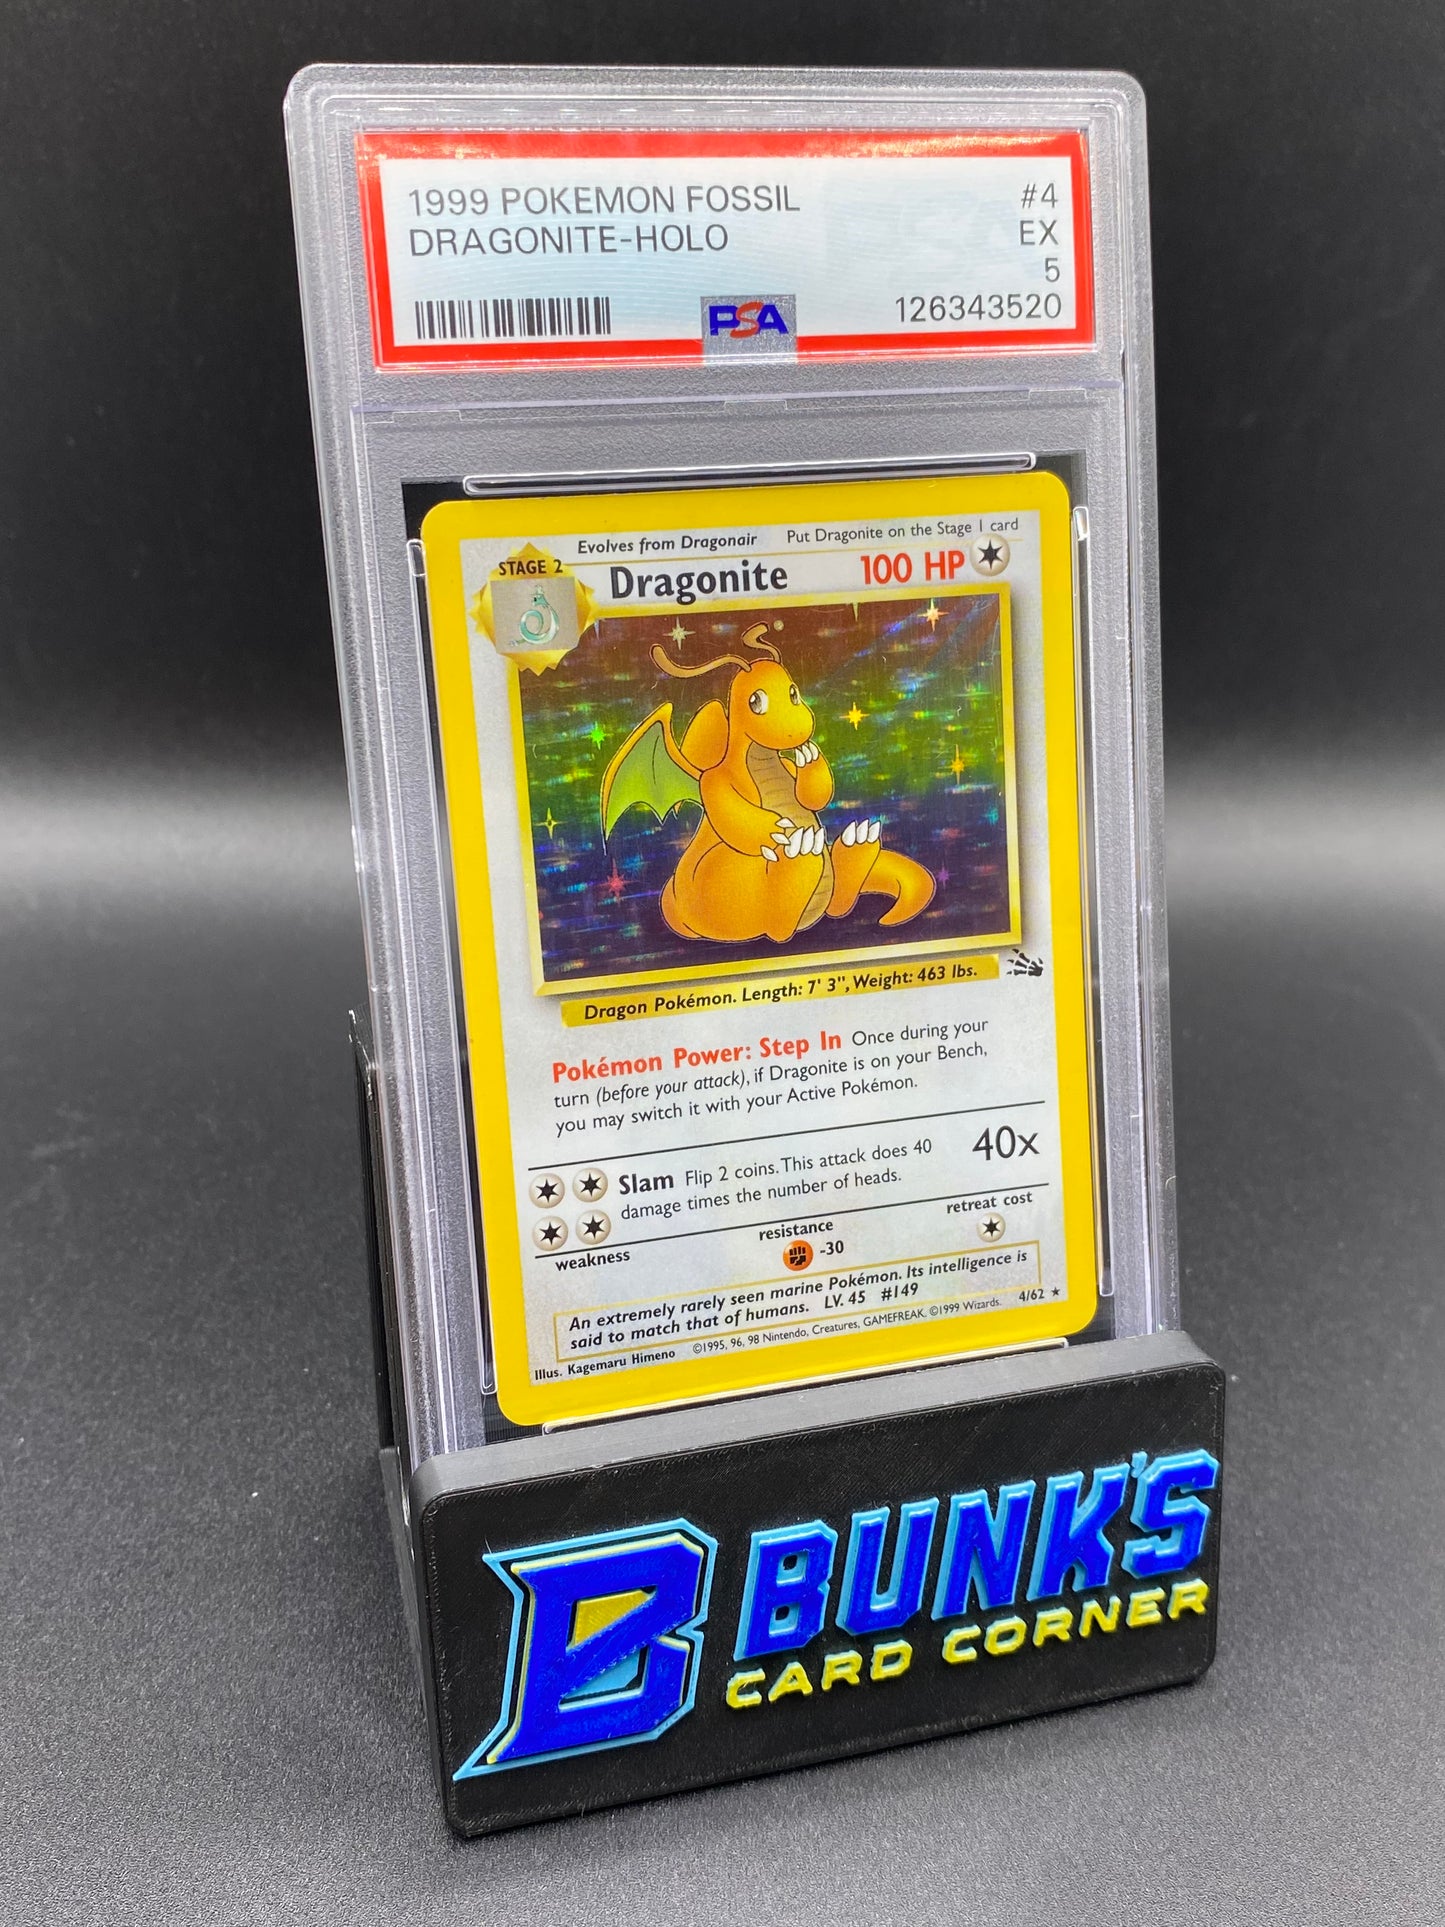 1999 POKEMON FOSSIL #4
DRAGONITE-HOLO EX
5
PSA 126343520
Evolves from Dragonair Put Dragonite on the Stage 1 card
STAGE 2 Dragonite 100 HP
Dragon Pokémon. Length: 7' 3", Weight: 463 lbs.
Pokémon Power: Step In Once during your
turn (before your attack), if Dragonite is on your Bench,
you may switch it with your Active Pokémon.
Slam Flip 2 coins. This attack does 40 40x
damage times the number of heads.
weakness resistance retreat cost
-30
An extremely rarely seen marine Pokémon. Its intelligence is
said to match that of humans. LV. 45 #149
Illus. Kagemaru Himeno ©1995, 96, 98 Nintendo, Creatures, GAMEFREAK. ©1999 Wizards. 4/62 ★
B BUNK'S
CARD CORNER